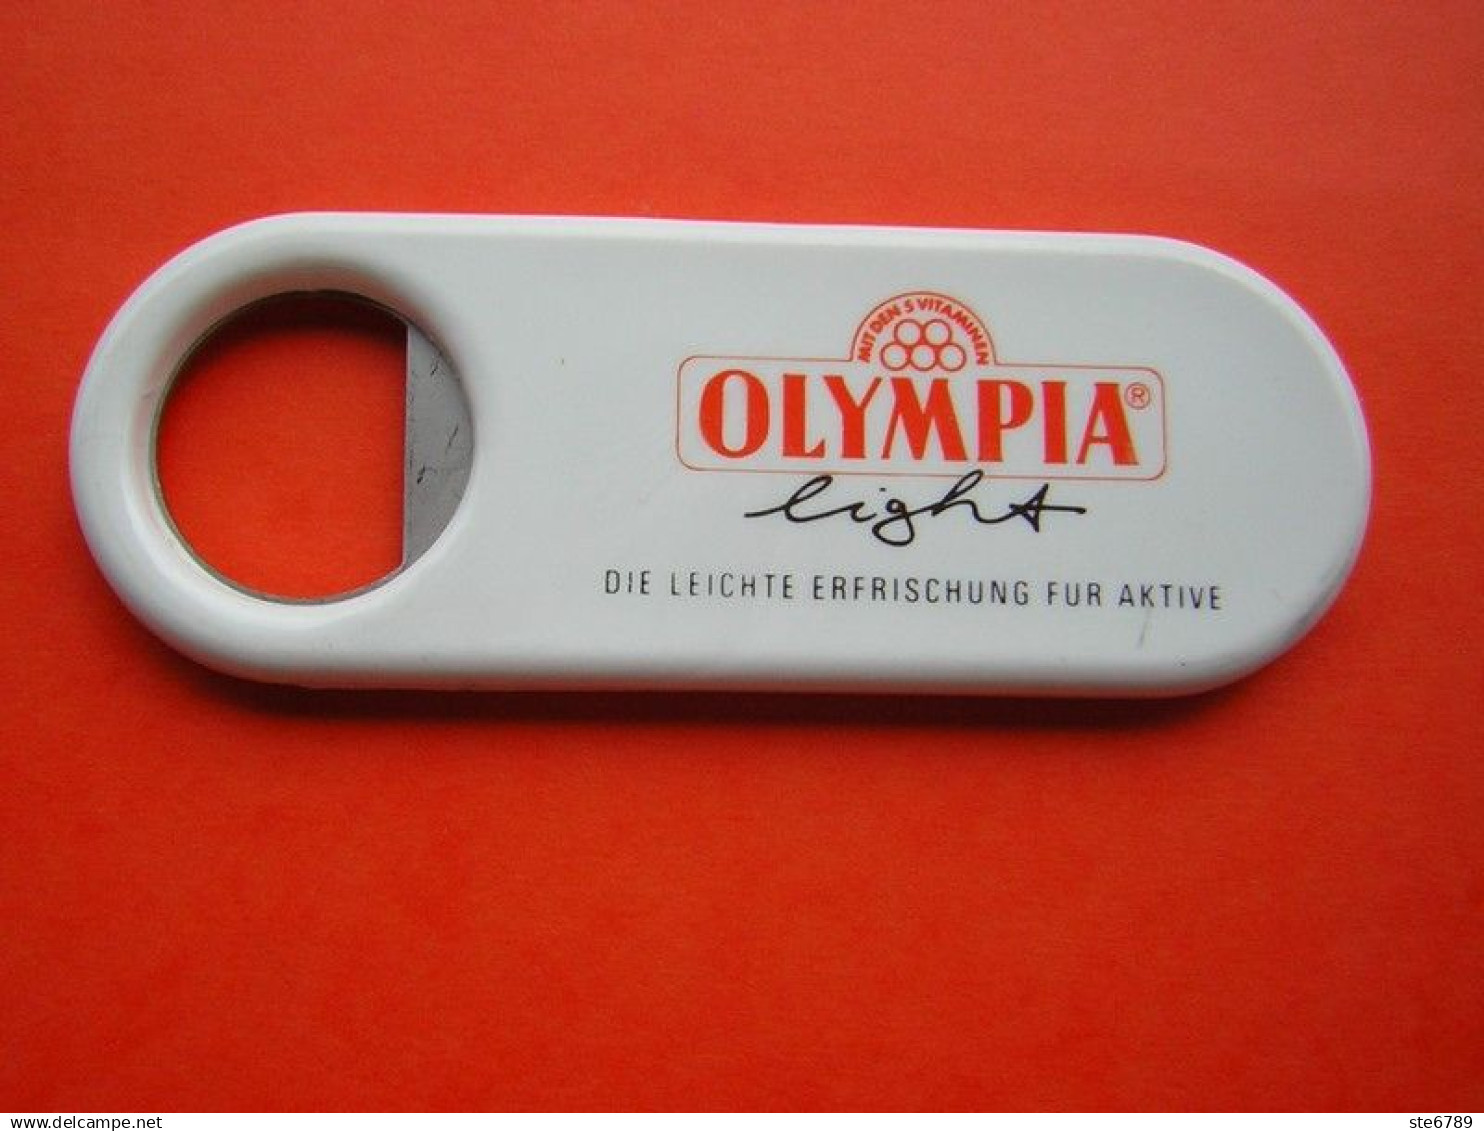 MIT DEN 5 VITAMINEN
OLYMPIA®
light
DIE LEICHTE ERFRISCHUNG FUR AKTIVE
www.delcampe.net
ste6789